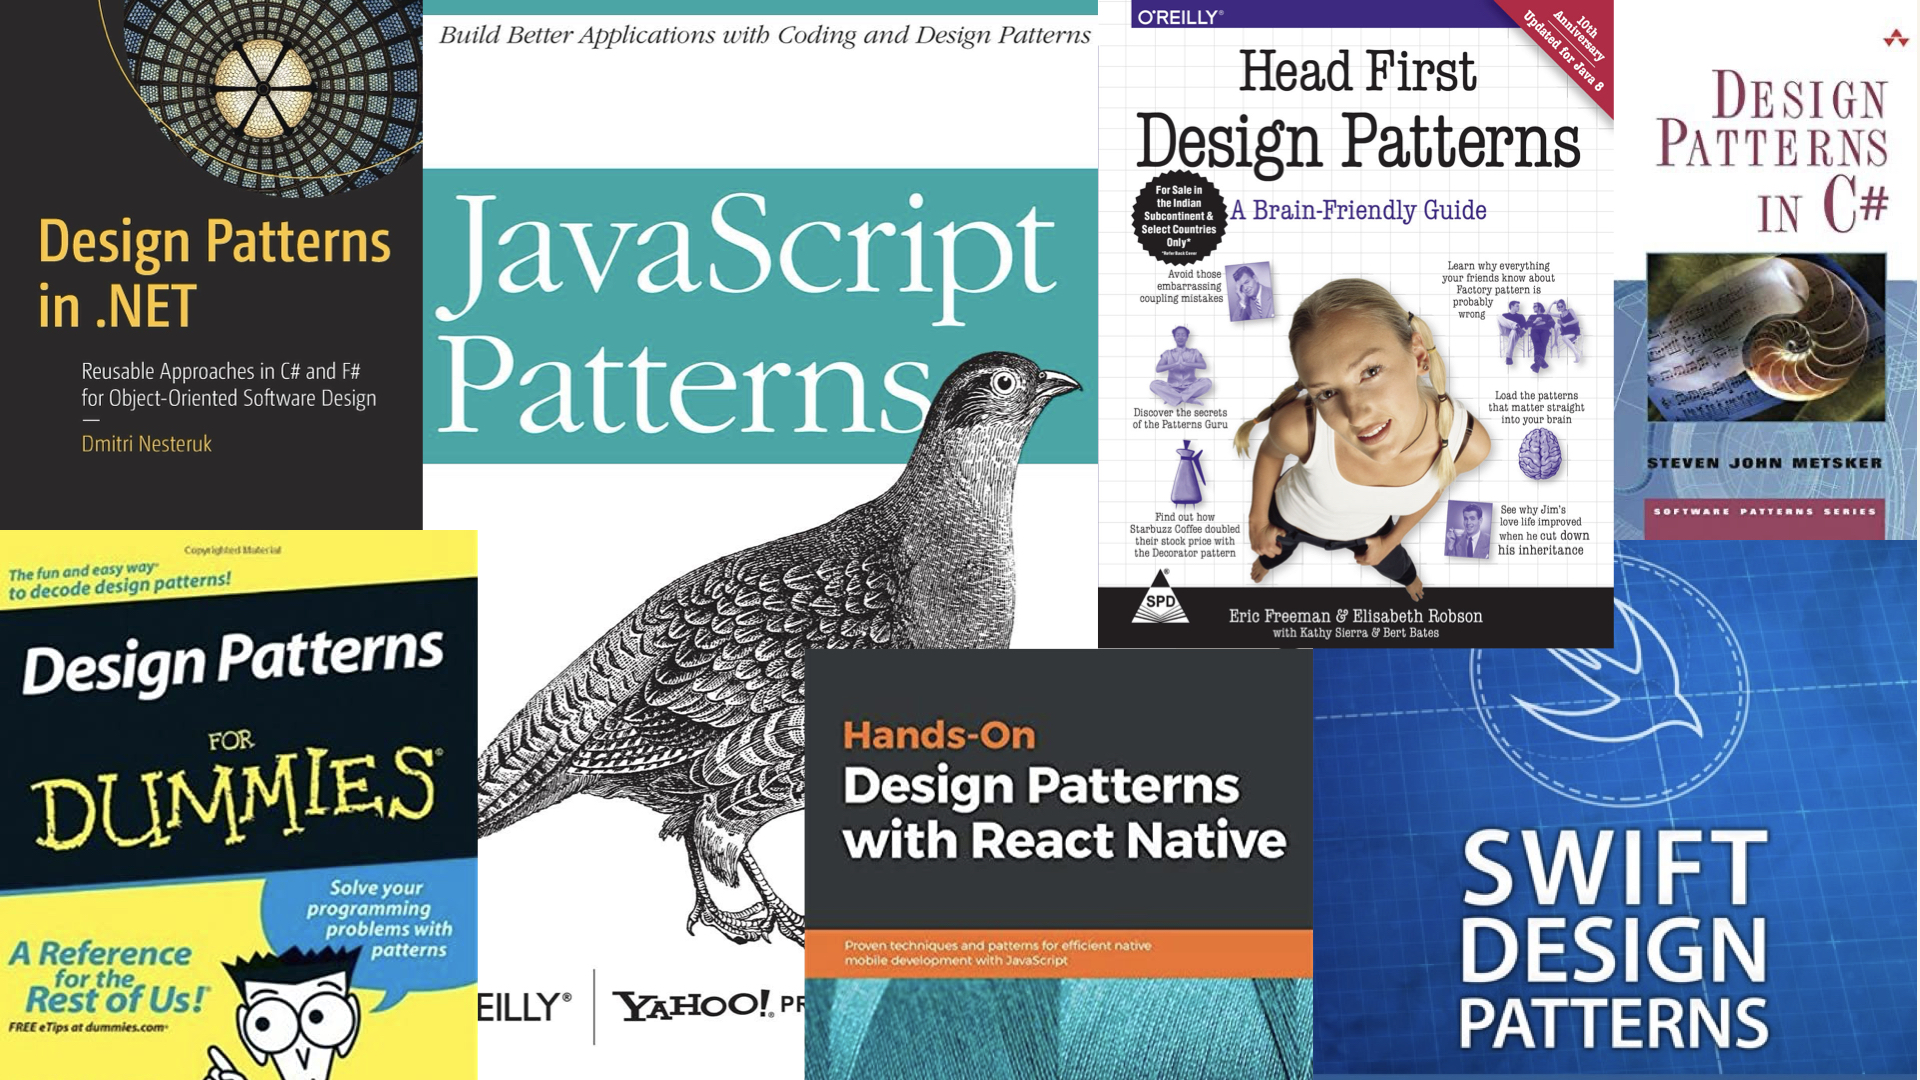 Design Patterns
in .NET
Reusable Approaches in C# and F#
for Object-Oriented Software Design
Dmitri Nesteruk
Build Better Applications with Coding and Design Patterns
JavaScript
Patterns
EILLY®
YAHOO!® PR
O'REILLY®
10th
Anniversary
Updated for Java 8
Head First
Design Patterns
A Brain-Friendly Guide
For Sale in
the Indian
Subcontinent &
Select Countries
Only*
Avoid those
embarrassing
coupling mistakes
Learn why everything
your friends know about
Factory pattern is
probably
wrong
Discover the secrets
of the Patterns Guru
Load the patterns
that matter straight
into your brain
Find out how
Starbuzz Coffee doubled
their stock price with
the Decorator pattern
See why Jim's
love life improved
when he cut down
his inheritance
SPD
®
Eric Freeman & Elisabeth Robson
with Kathy Sierra & Bert Bates
DESIGN
PATTERNS
IN C#
STEVEN JOHN METSKER
SOFTWARE PATTERNS SERIES
Copyrighted Material
The fun and easy way®
to decode design patterns!
Design Patterns
FOR
DUMMIES®
Solve your
programming
problems with
patterns
A Reference
for the
Rest of Us!®
FREE eTips at dummies.com®
Hands-On
Design Patterns
with React Native
Proven techniques and patterns for efficient native
mobile development with JavaScript
SWIFT
DESIGN
PATTERNS